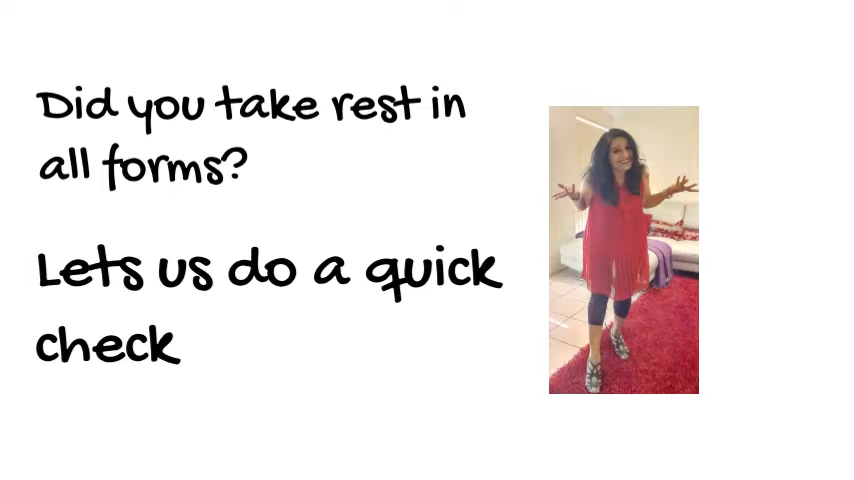 Did you take rest in
all forms?
Lets us do a quick
check